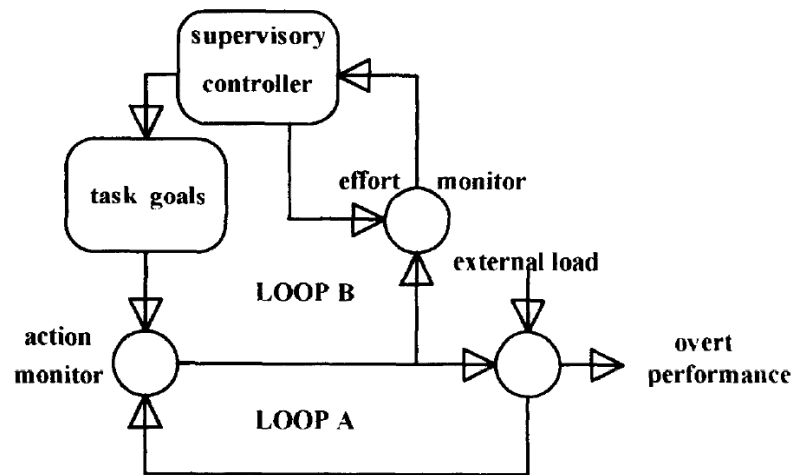 supervisory
controller
task goals
effort monitor
external load
LOOP B
action
monitor
overt
performance
LOOP A